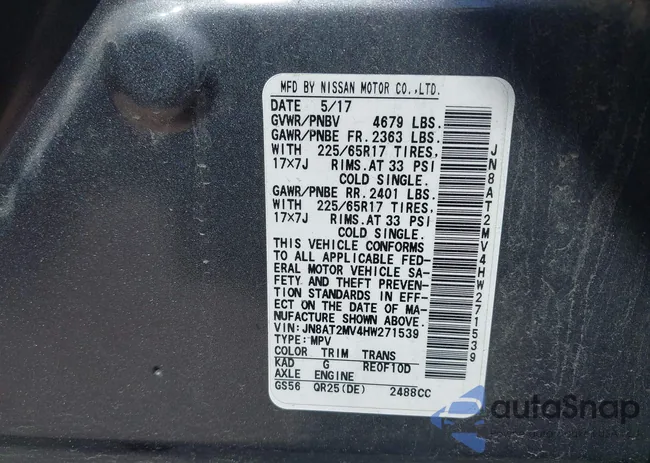 MFD BY NISSAN MOTOR CO.,LTD.
DATE 5/17
GVWR/PNBV 4679 LBS.
GAWR/PNBE FR. 2363 LBS.
WITH 225/65R17 TIRES,
17X7J RIMS.AT 33 PSI
COLD SINGLE.
GAWR/PNBE RR. 2401 LBS.
WITH 225/65R17 TIRES,
17X7J RIMS.AT 33 PSI
COLD SINGLE.
THIS VEHICLE CONFORMS
TO ALL APPLICABLE FED-
ERAL MOTOR VEHICLE SA-
FETY AND THEFT PREVEN-
TION STANDARDS IN EFF-
ECT ON THE DATE OF MA-
NUFACTURE SHOWN ABOVE.
VIN: JN8AT2MV4HW271539
TYPE:MPV
COLOR TRIM TRANS
KAD G RE0F10D
AXLE ENGINE
GS56 QR25(DE) 2488CC
JN8AT2MV4HW271539
autoSnap